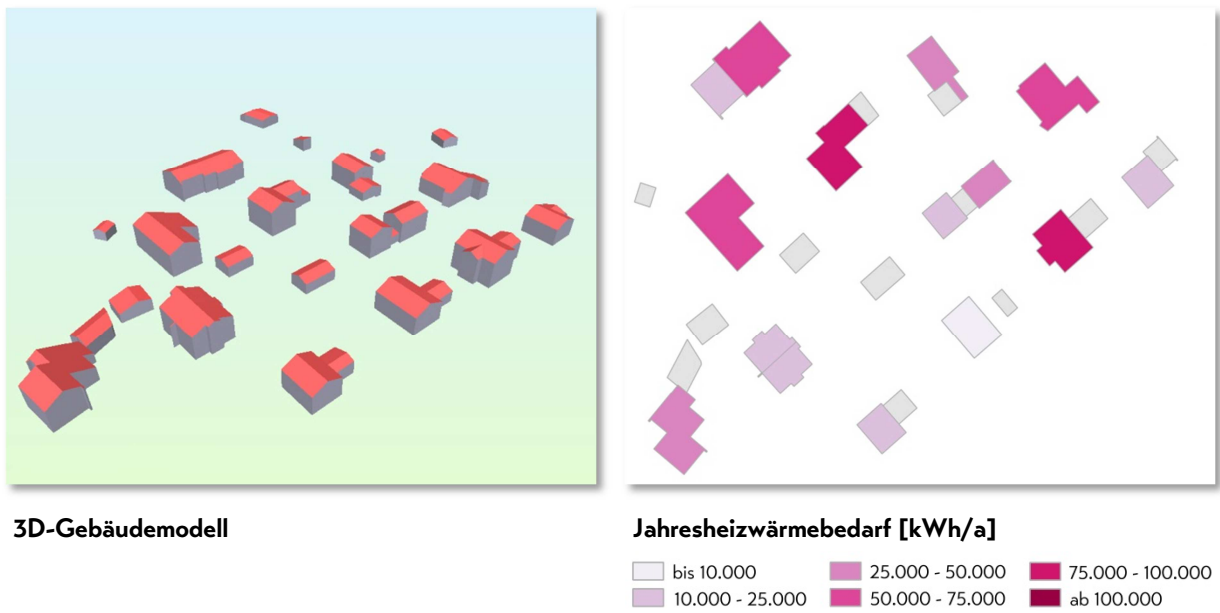 3D-Gebäudemodell
Jahresheizwärmebedarf [kWh/a]
bis 10.000
25.000 - 50.000
75.000 - 100.000
10.000 - 25.000
50.000 - 75.000
ab 100.000